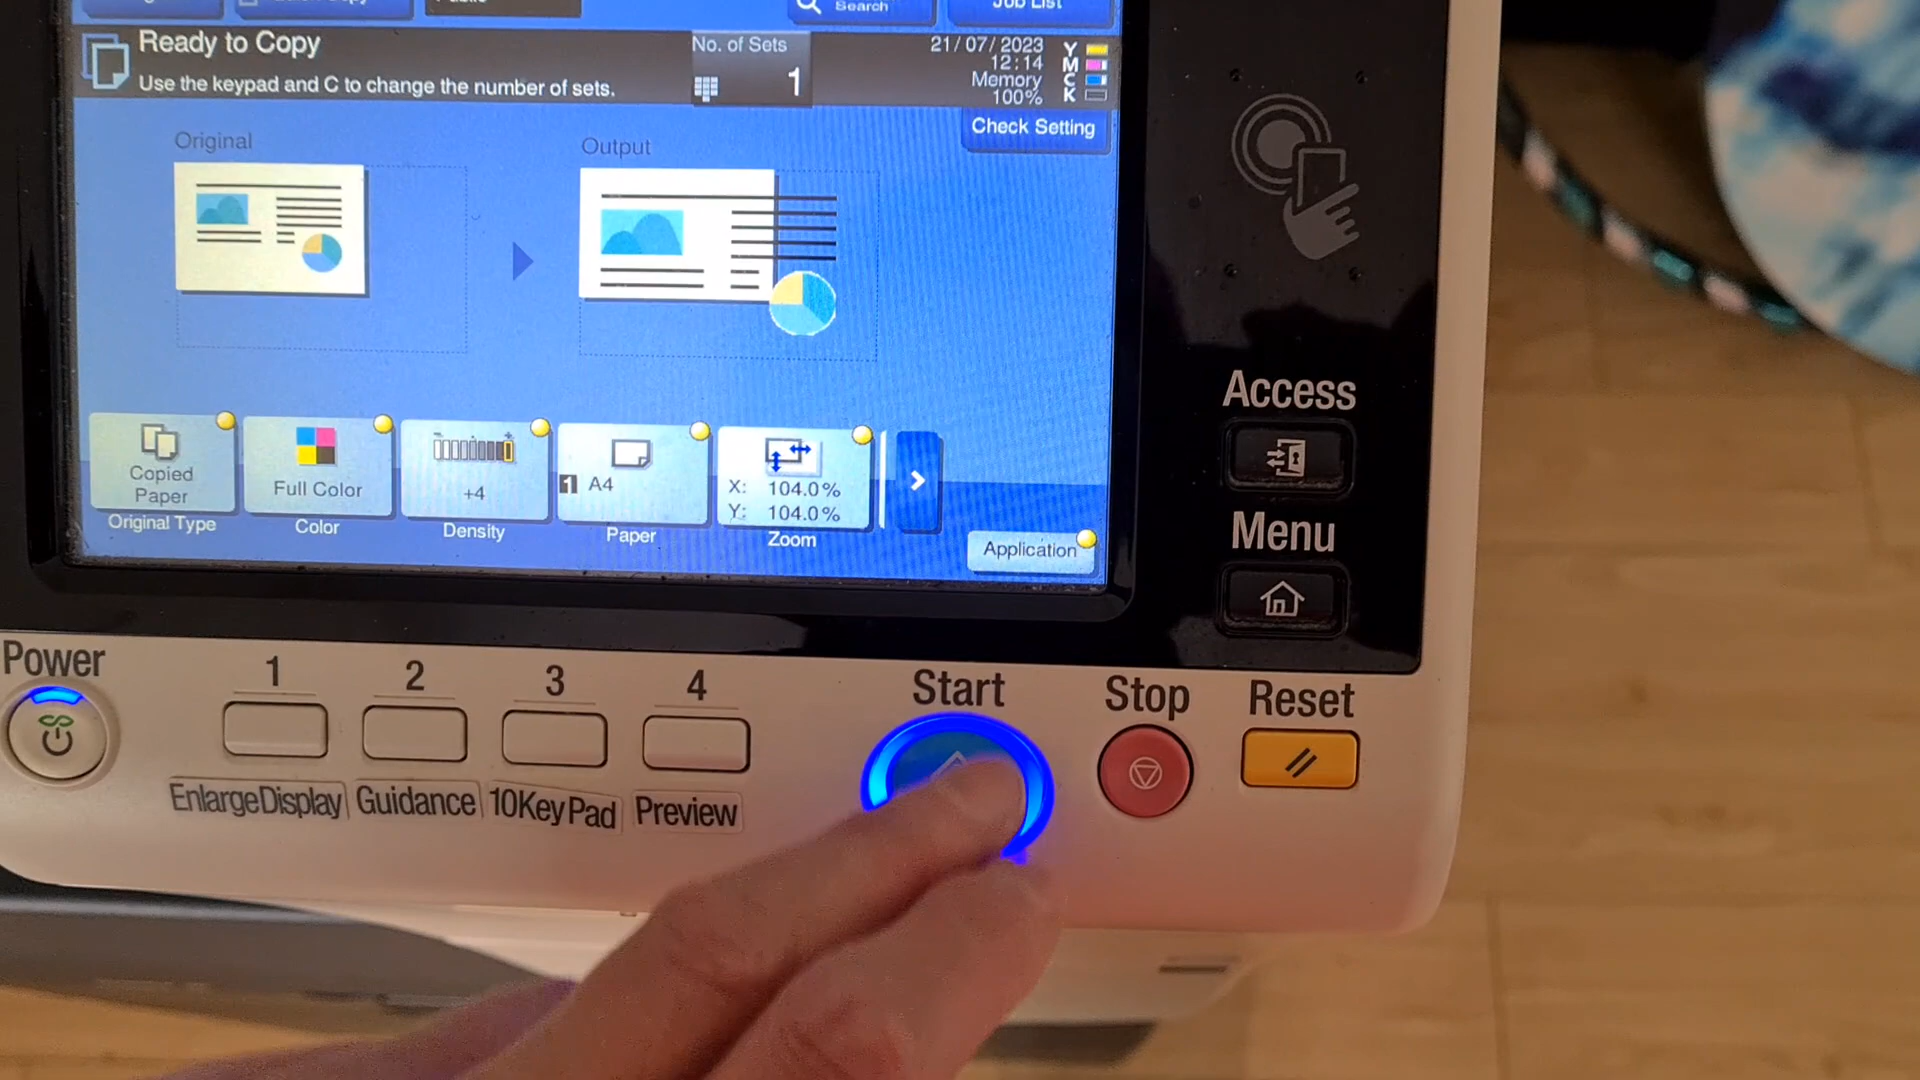 Search
Job List
Ready to Copy
Use the keypad and C to change the number of sets.
No. of Sets
1
21/07/2023
12:14
Memory
100%
Y
M
C
K
Check Setting
Original
Output
Copied
Paper
Original Type
Full Color
Color
- +
+4
Density
1 A4
Paper
X: 104.0%
Y: 104.0%
Zoom
Application
Access
Menu
Power
1
2
3
4
Start
Stop
Reset
Enlarge Display
Guidance
10Key Pad
Preview